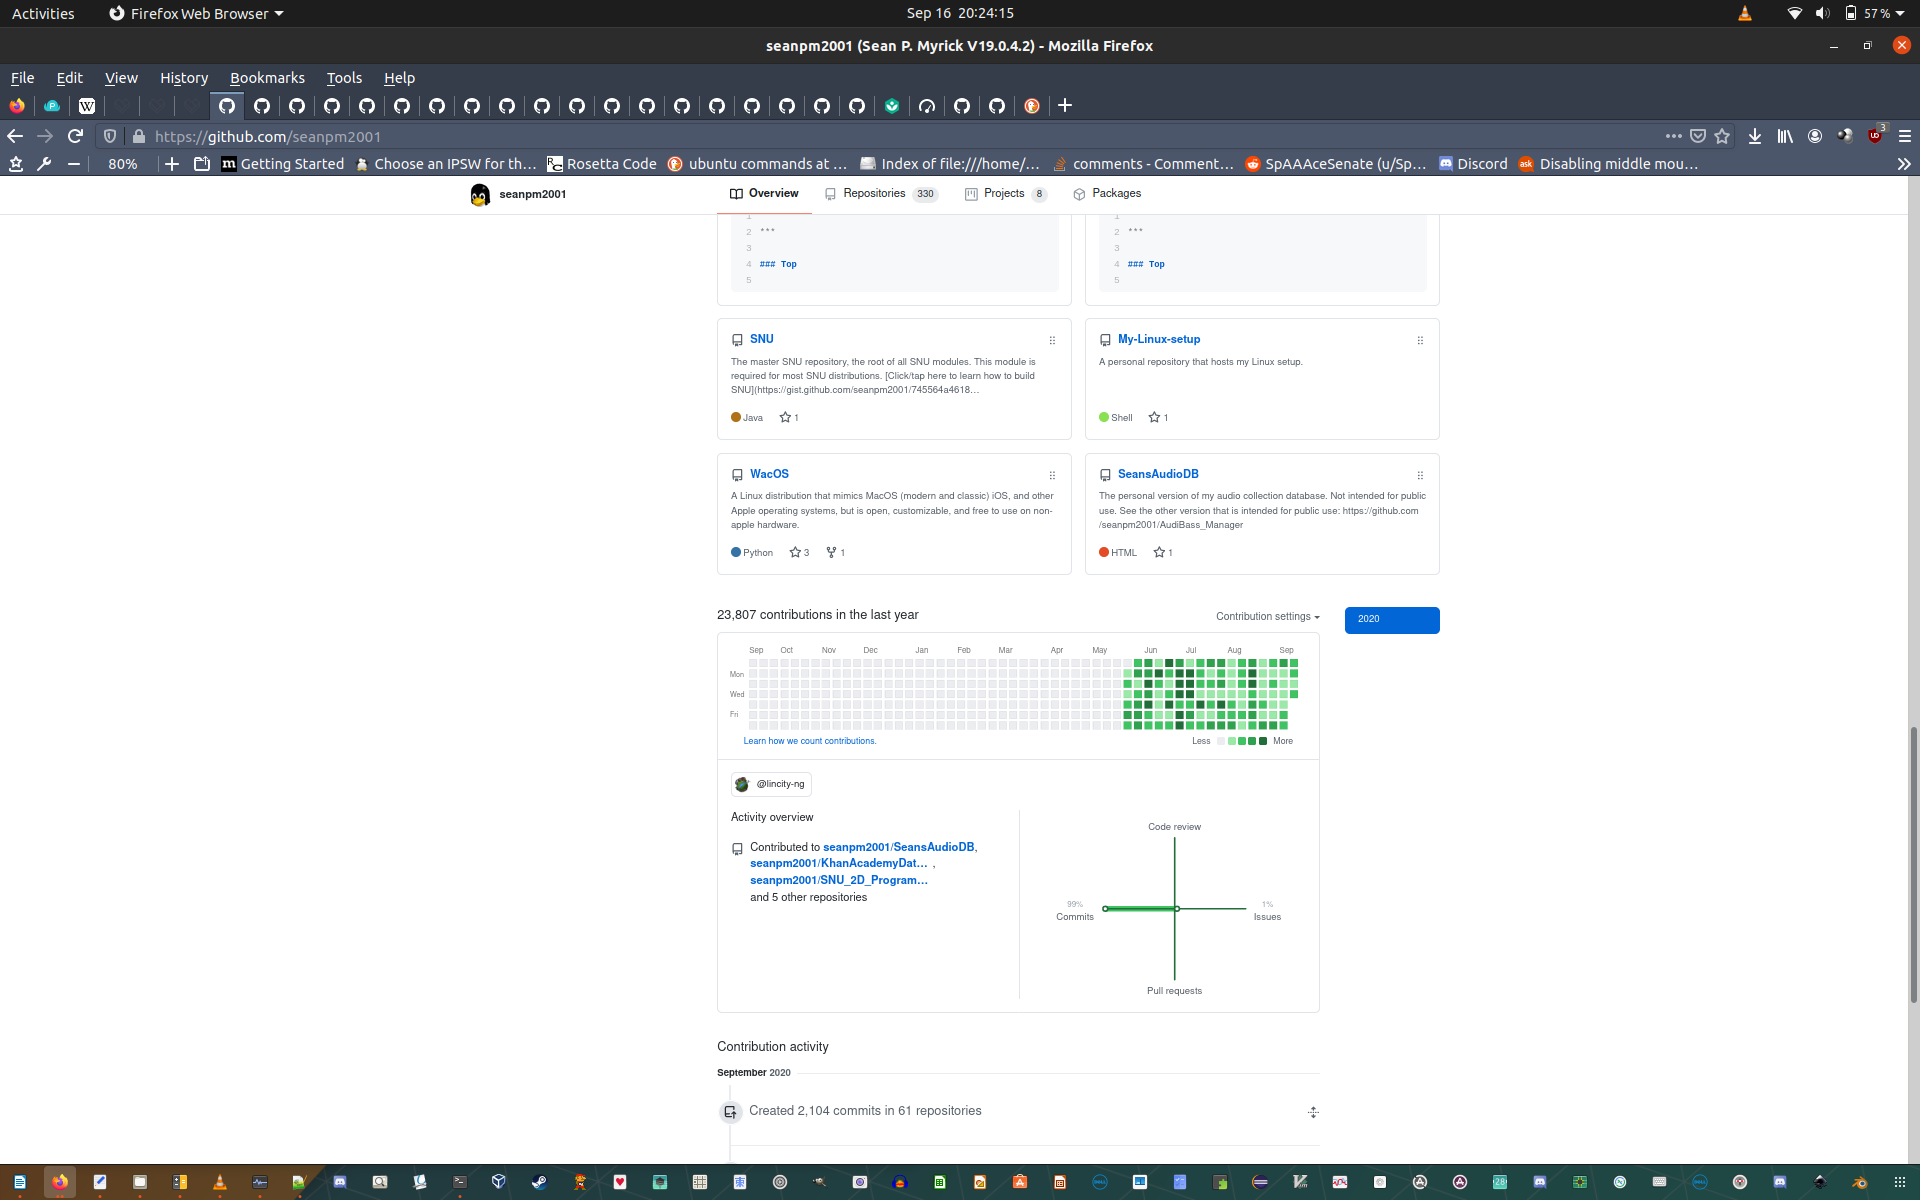 Activities
Firefox Web Browser
Sep 16 20:24:15
57 %
seanpm2001 (Sean P. Myrick V19.0.4.2) - Mozilla Firefox
File Edit View History Bookmarks Tools Help
https://github.com/seanpm2001
3
80%
Getting Started
Choose an IPSW for th…
Rosetta Code
ubuntu commands at …
Index of file:///home/…
comments - Comment…
SpAAAceSenate (u/Sp…
Discord
Disabling middle mou…
seanpm2001
Overview
Repositories 330
Projects 8
Packages
1
2 ***
3
4 ### Top
5
1
2 ***
3
4 ### Top
5
SNU
The master SNU repository, the root of all SNU modules. This module is
required for most SNU distributions. [Click/tap here to learn how to build
SNU](https://gist.github.com/seanpm2001/745564a4618…
Java 1
My-Linux-setup
A personal repository that hosts my Linux setup.
Shell 1
WacOS
A Linux distribution that mimics MacOS (modern and classic) iOS, and other
Apple operating systems, but is open, customizable, and free to use on non-
apple hardware.
Python 3 1
SeansAudioDB
The personal version of my audio collection database. Not intended for public
use. See the other version that is intended for public use: https://github.com
/seanpm2001/AudiBass_Manager
HTML 1
23,807 contributions in the last year
Contribution settings
2020
Sep Oct Nov Dec Jan Feb Mar Apr May Jun Jul Aug Sep
Mon
Wed
Fri
Learn how we count contributions.
Less More
@lincity-ng
Activity overview
Contributed to seanpm2001/SeansAudioDB,
seanpm2001/KhanAcademyDat… ,
seanpm2001/SNU_2D_Program…
and 5 other repositories
Code review
99%
Commits
1%
Issues
Pull requests
Contribution activity
September 2020
Created 2,104 commits in 61 repositories